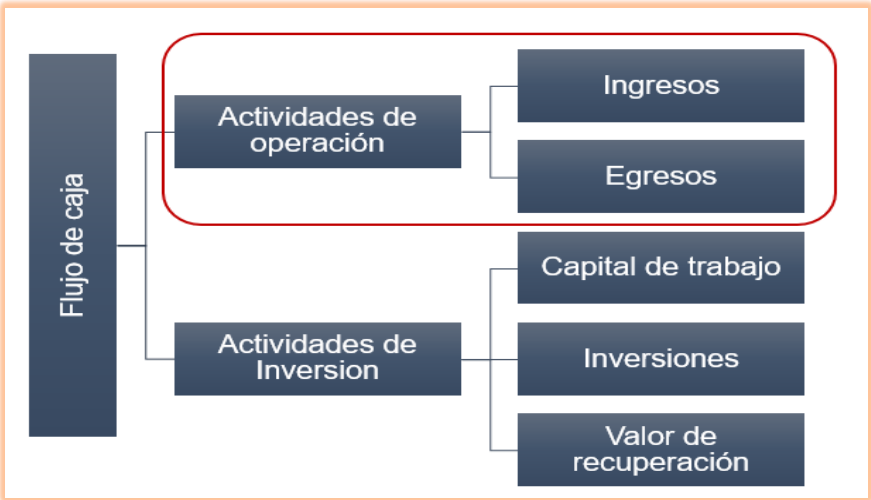 Flujo de caja
Actividades de
operación
Ingresos
Egresos
Actividades de
Inversion
Capital de trabajo
Inversiones
Valor de
recuperación